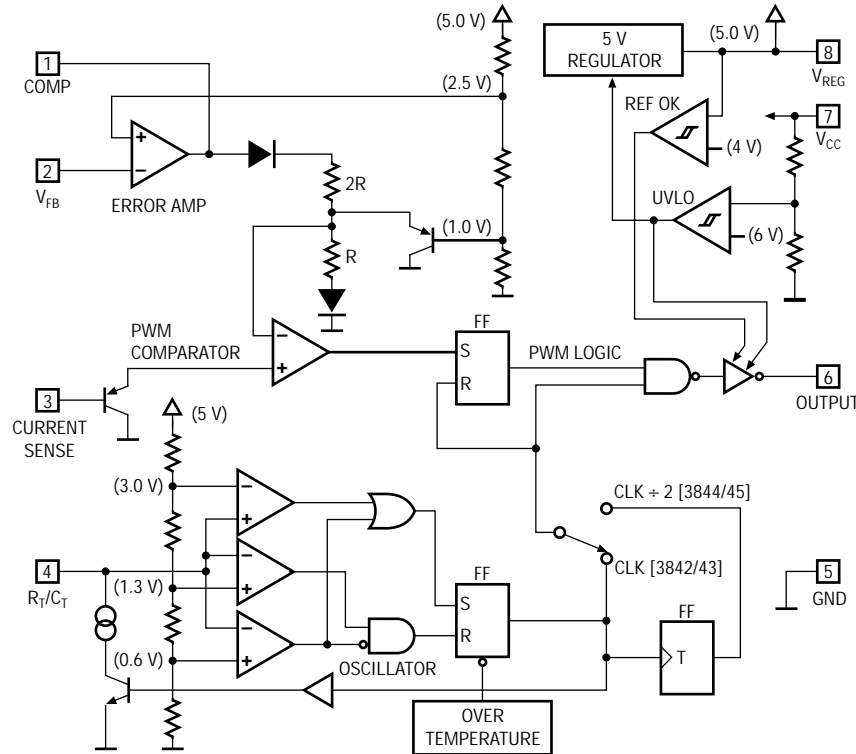 (5.0 V)
5 V
REGULATOR
(5.0 V)
8
V_REG
1
COMP
(2.5 V)
REF OK
7
V_CC
+
−
(4 V)
2
V_FB
ERROR AMP
2R
UVLO
(1.0 V)
(6 V)
R
PWM
COMPARATOR
−
+
FF
S
R
PWM LOGIC
6
OUTPUT
3
CURRENT
SENSE
(5 V)
(3.0 V)
−
+
CLK ÷ 2 [3844/45]
4
R_T/C_T
−
+
(1.3 V)
CLK [3842/43]
5
GND
FF
S
R
FF
T
−
+
(0.6 V)
OSCILLATOR
OVER
TEMPERATURE